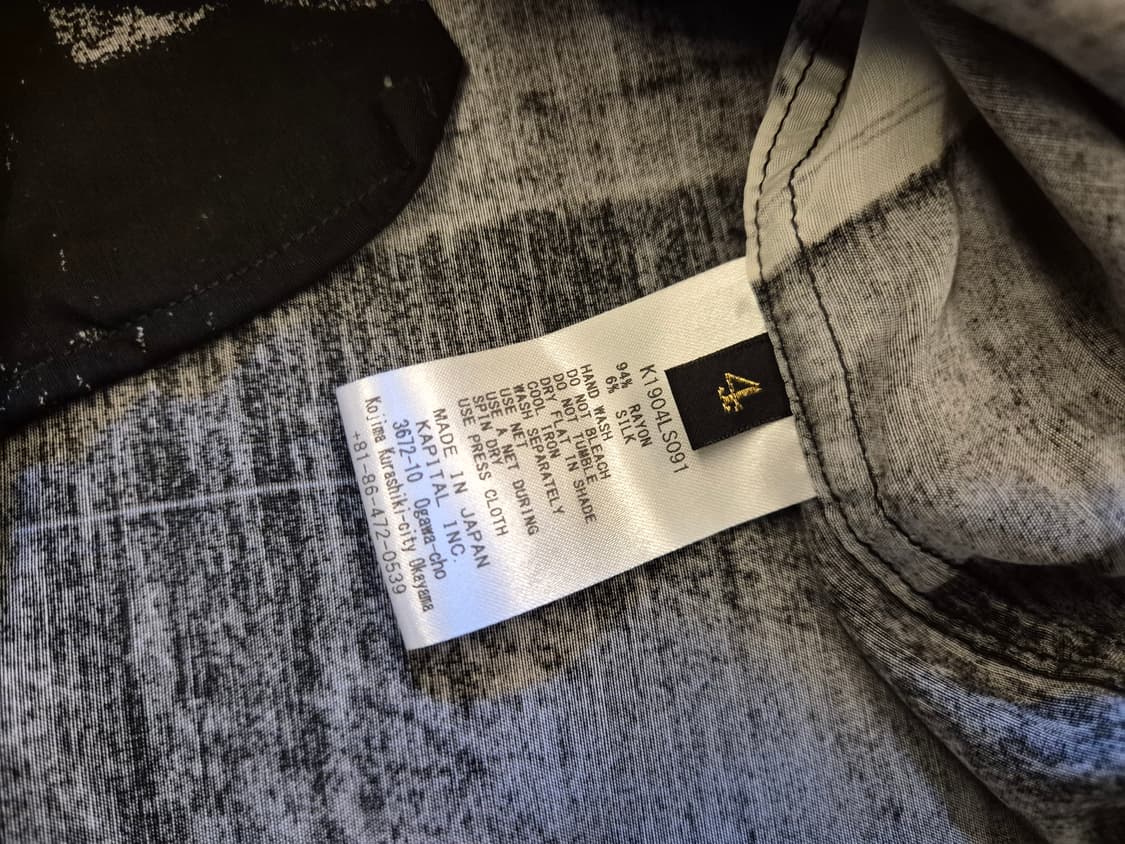 4
K1904LS091
94% RAYON
6% SILK
HAND WASH
DO NOT BLEACH
DO NOT TUMBLE
DRY FLAT IN SHADE
COOL IRON
WASH SEPARATELY
USE NET
USE A NET DURING
SPIN DRY
USE PRESS CLOTH
MADE IN JAPAN
KAPITAL INC.
3672-10 Ogawa-cho
Kojima Kurashiki-city Okayama
+81-86-472-0539